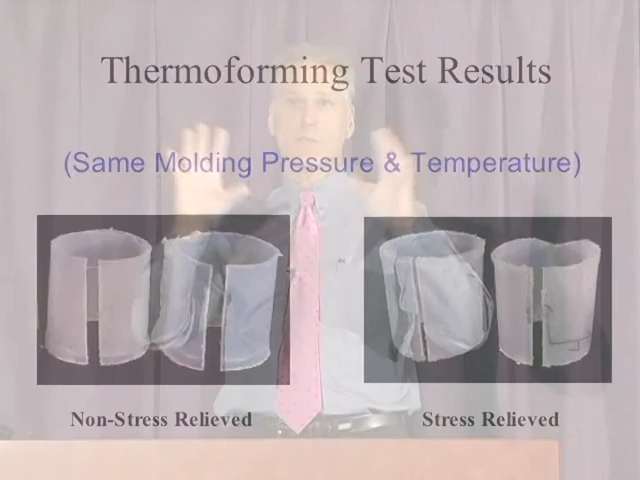 Thermoforming Test Results
(Same Molding Pressure & Temperature)
Non-Stress Relieved
Stress Relieved